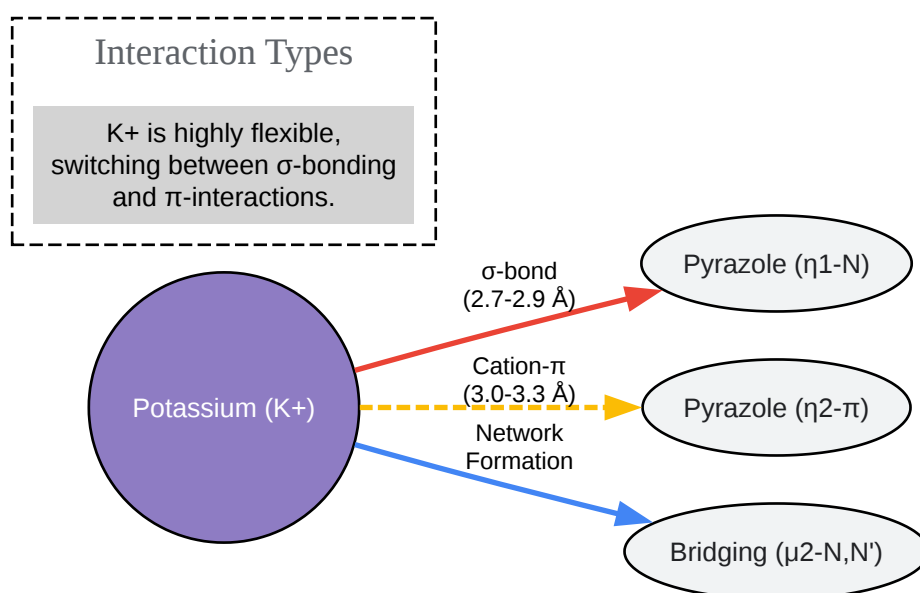 Interaction Types
K+ is highly flexible,
switching between σ-bonding
and π-interactions.
σ-bond
(2.7-2.9 Å)
Pyrazole (η1-N)
Potassium (K+)
Cation-π
(3.0-3.3 Å)
Pyrazole (η2-π)
Network
Formation
Bridging (μ2-N,N')